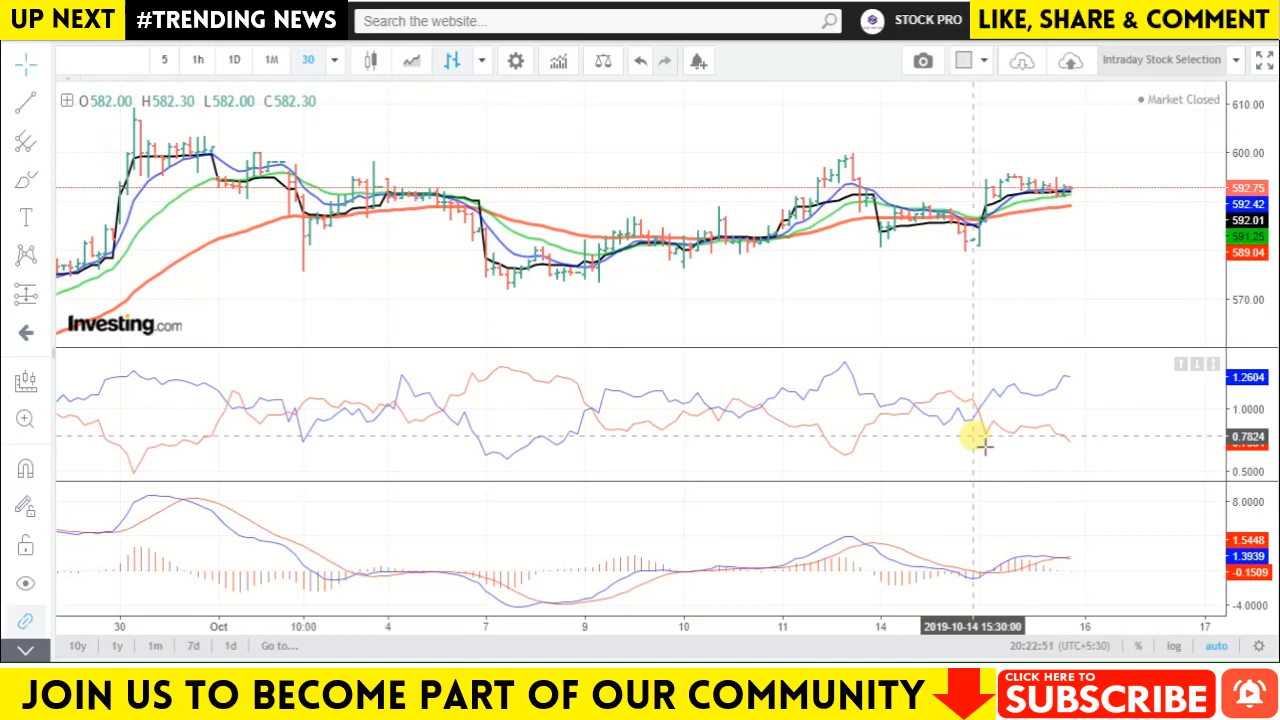 UP NEXT
#TRENDING NEWS
Search the website...
STOCK PRO
LIKE, SHARE & COMMENT
5 1h 1D 1M 30
Intraday Stock Selection
O582.00 H582.30 L582.00 C582.30
Market Closed
610.00
600.00
592.75
592.42
592.01
591.25
589.04
570.00
Investing.com
1.2604
1.0000
0.7824
0.5000
8.0000
1.5448
1.3939
-0.1509
-4.0000
30 Oct 10:00 4 7 8 9 10 11 14 2019-10-14 15:30:00 16 17
10y 1y 1m 7d 1d Go to...
20:22:51 (UTC+5:30) % log auto
JOIN US TO BECOME PART OF OUR COMMUNITY
CLICK HERE TO
SUBSCRIBE